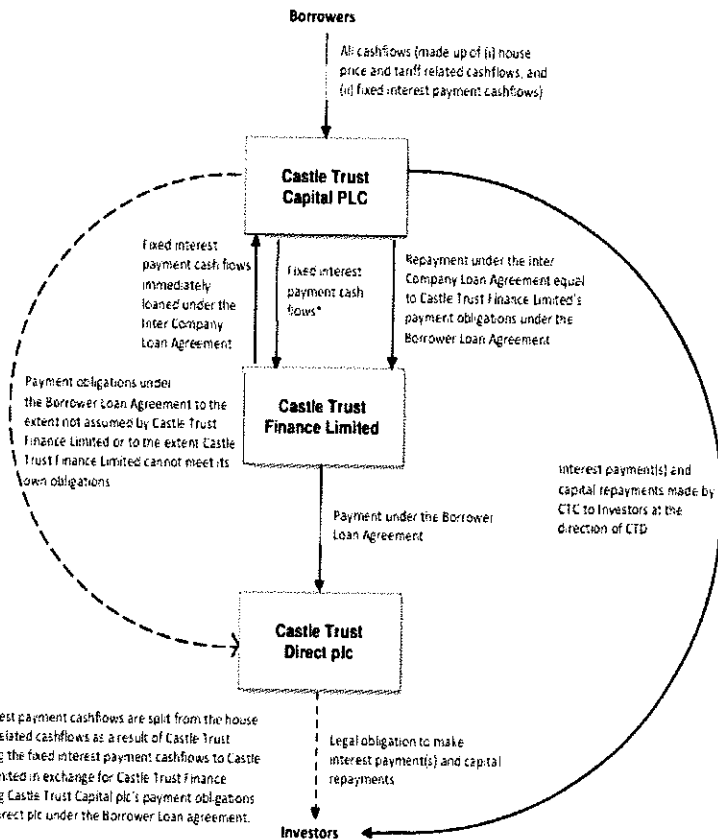 Borrowers
All cashflows (made up of (i) house
price and tariff related cashflows, and
(ii) fixed interest payment cashflows)
Castle Trust
Capital PLC
Fixed interest
payment cash flows
immediately
loaned under the
Inter Company
Loan Agreement
Fixed interest
payment cash
flows*
Repayment under the Inter
Company Loan Agreement equal
to Castle Trust Finance Limited's
payment obligations under the
Borrower Loan Agreement
Payment obligations under
the Borrower Loan Agreement to the
extent not assumed by Castle Trust
Finance Limited or to the extent Castle
Trust Finance Limited cannot meet its
own obligations
Castle Trust
Finance Limited
Interest payment(s) and
capital repayments made by
CTC to Investors at the
direction of CTD
Payment under the Borrower
Loan Agreement
Castle Trust
Direct plc
est payment cashflows are split from the house
elated cashflows as a result of Castle Trust
g the fixed interest payment cashflows to Castle
mited in exchange for Castle Trust Finance
g Castle Trust Capital plc's payment obligations
irect plc under the Borrower Loan agreement.
Legal obligation to make
interest payment(s) and capital
repayments
Investors